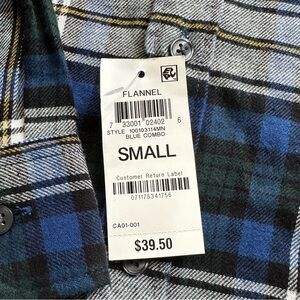 FLANNEL
7 33001 02402 6
STYLE 100103114MN
BLUE COMBO
SMALL
Customer Return Label
071175341756
CA01-001
$39.50